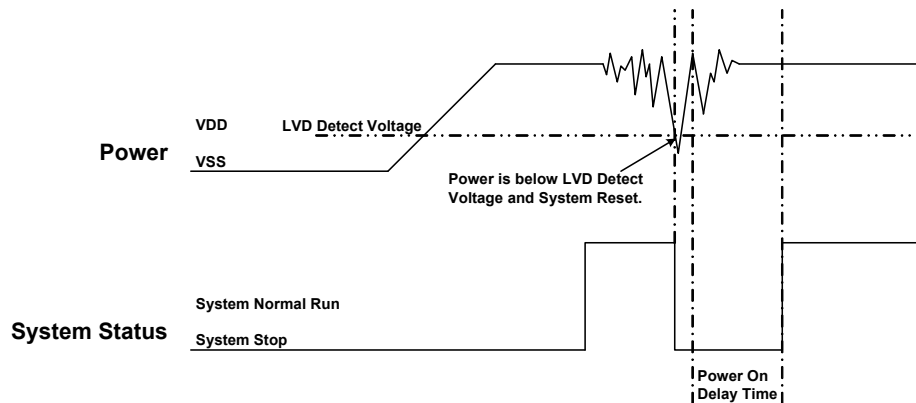 VDD
LVD Detect Voltage
Power
VSS
Power is below LVD Detect
Voltage and System Reset.
System Normal Run
System Status
System Stop
Power On
Delay Time